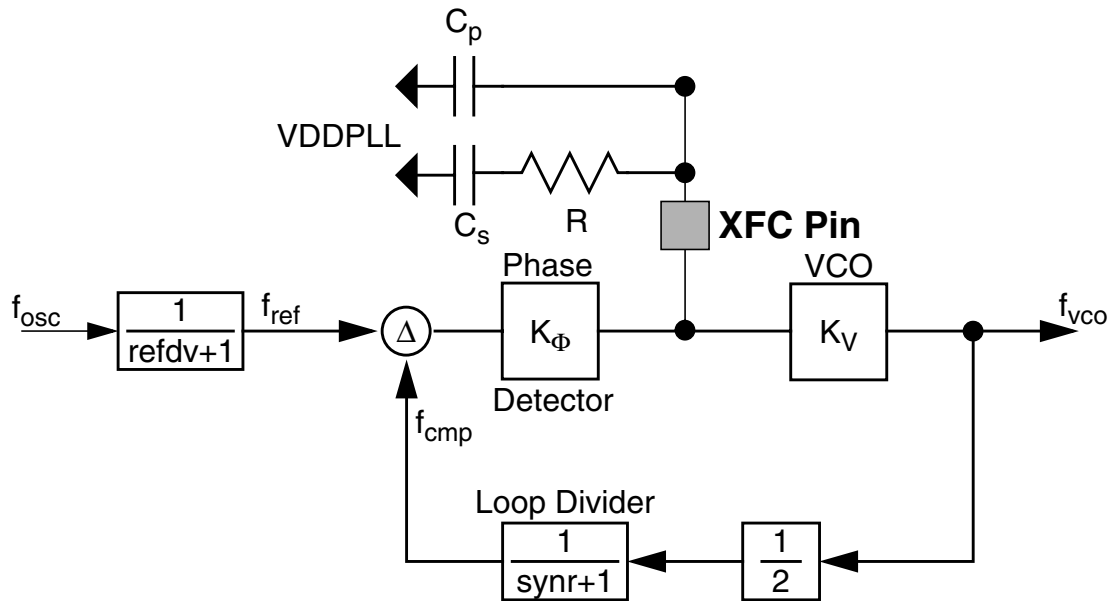 Cp
VDDPLL
Cs
R
XFC Pin
Phase
VCO
fosc
1
refdv+1
fref
Δ
KΦ
KV
fvco
Detector
fcmp
Loop Divider
1
synr+1
1
2